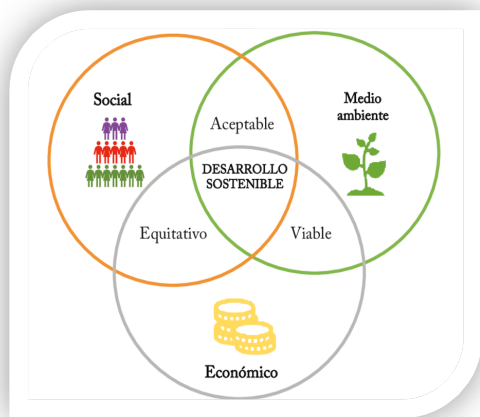 Social
Medio
ambiente
Aceptable
DESARROLLO
SOSTENIBLE
Equitativo
Viable
Económico